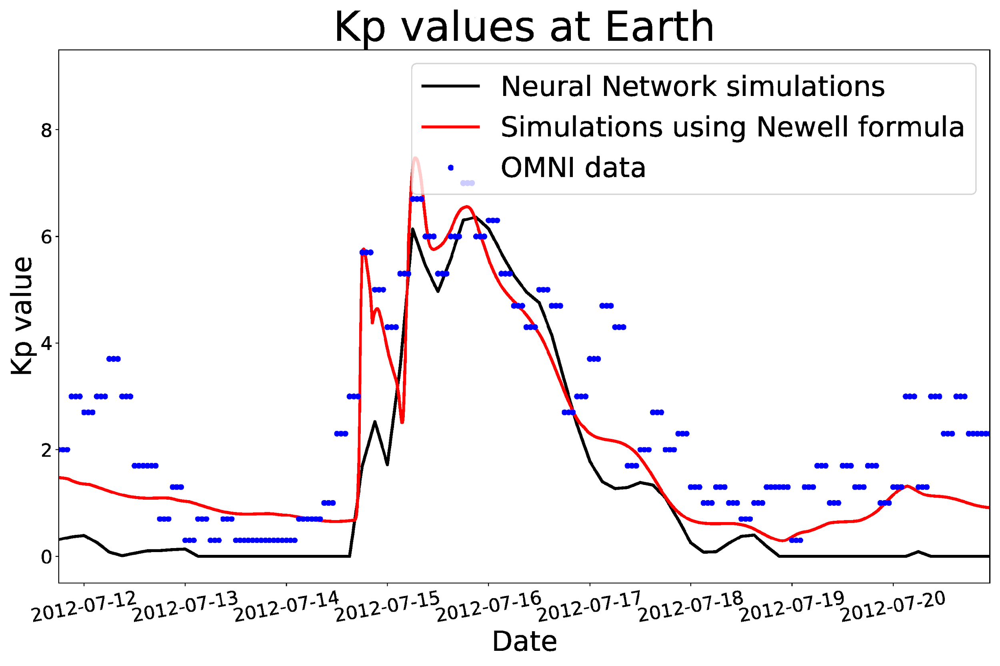 Kp values at Earth
Neural Network simulations
Simulations using Newell formula
OMNI data
Kp value
8
6
4
2
0
2012-07-12
2012-07-13
2012-07-14
2012-07-15
2012-07-16
2012-07-17
2012-07-18
2012-07-19
2012-07-20
Date